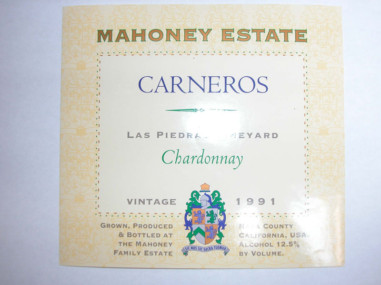 MAHONEY ESTATE
CARNEROS
LAS PIEDRAS VINEYARD
Chardonnay
VINTAGE 1991
GROWN, PRODUCED
& BOTTLED AT
THE MAHONEY
FAMILY ESTATE
NAPA COUNTY
CALIFORNIA, USA
ALCOHOL 12.5%
BY VOLUME.